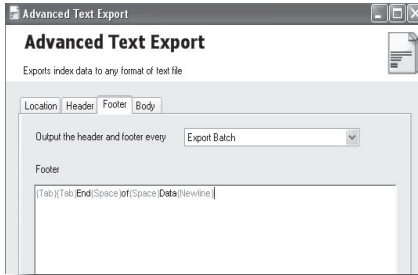 Advanced Text Export
Advanced Text Export
Exports index data to any format of text file
Location Header Footer Body
Output the header and footer every Export Batch
Footer
{Tab}{Tab}End{Space}of{Space}Data{Newline}